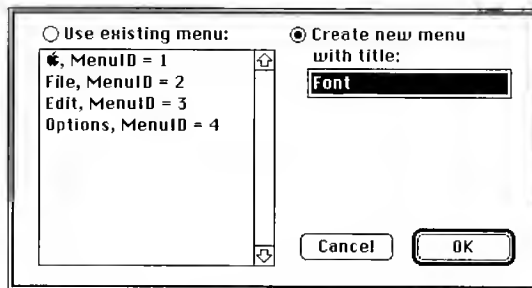 Use existing menu:
, MenuID = 1
File, MenuID = 2
Edit, MenuID = 3
Options, MenuID = 4
Create new menu
with title:
Font
Cancel
OK